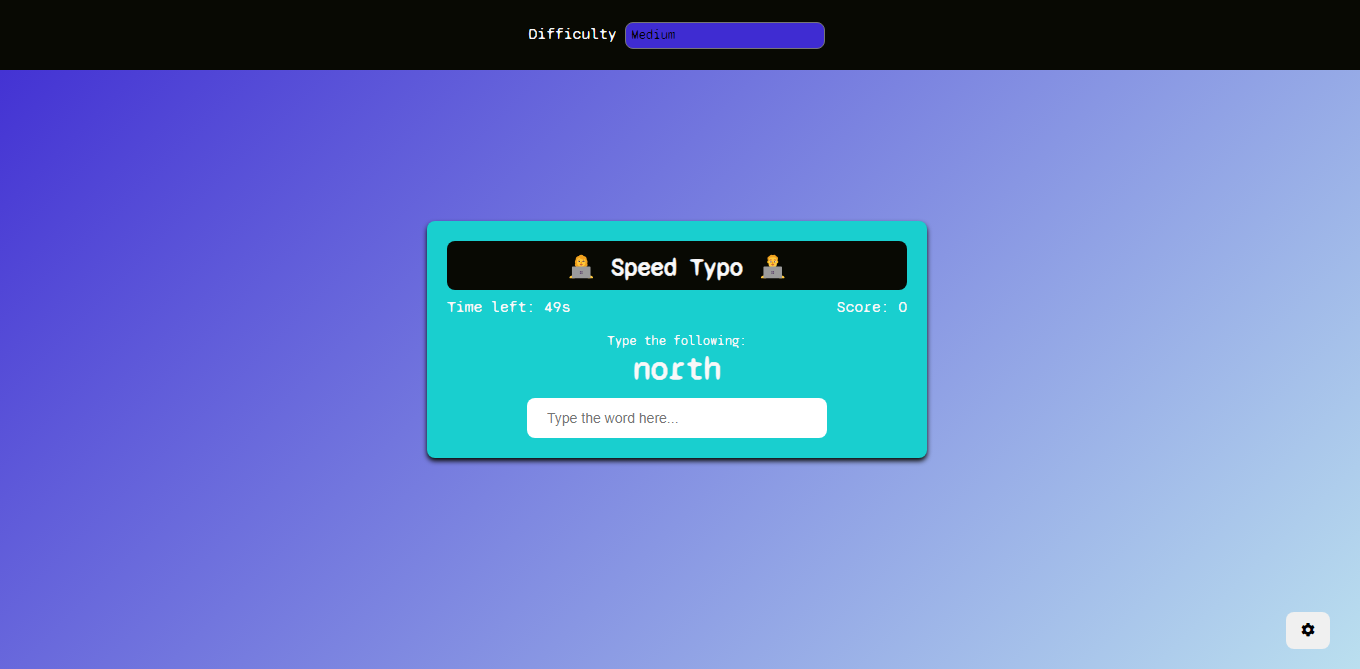 Difficulty Medium
Speed Typo
Time left: 49s Score: 0
Type the following:
north
Type the word here...